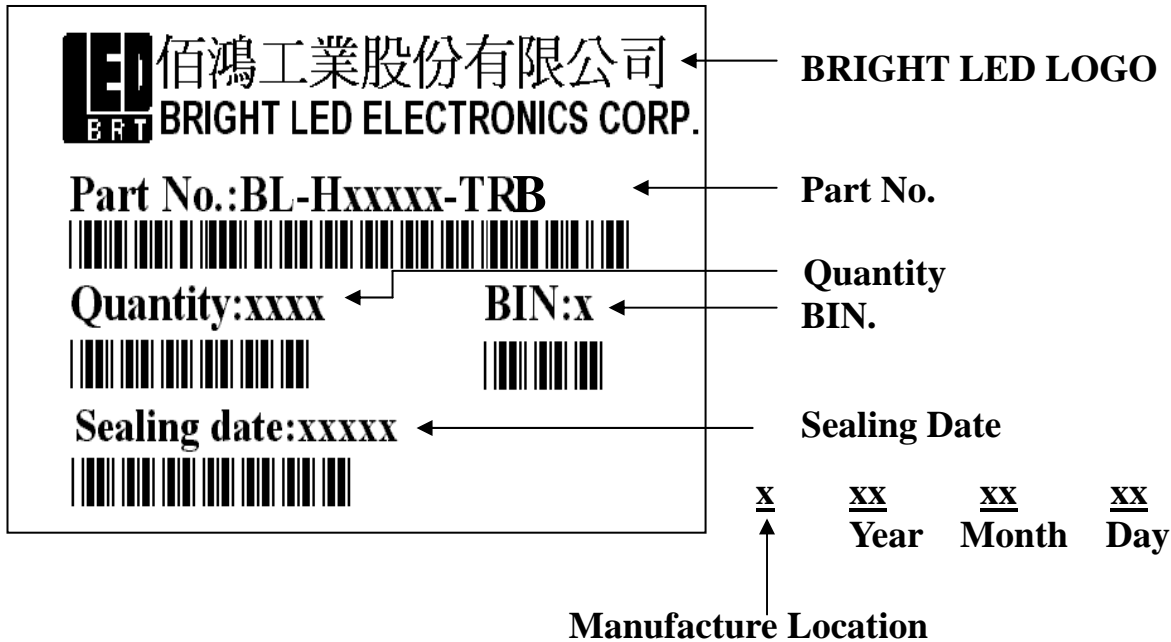 LED 佰鴻工業股份有限公司 BRIGHT LED LOGO
BRT BRIGHT LED ELECTRONICS CORP.
Part No.:BL-Hxxxxx-TRB Part No.
Quantity
Quantity:xxxx BIN:x BIN.
Sealing date:xxxxx Sealing Date
x xx xx xx
Year Month Day
Manufacture Location